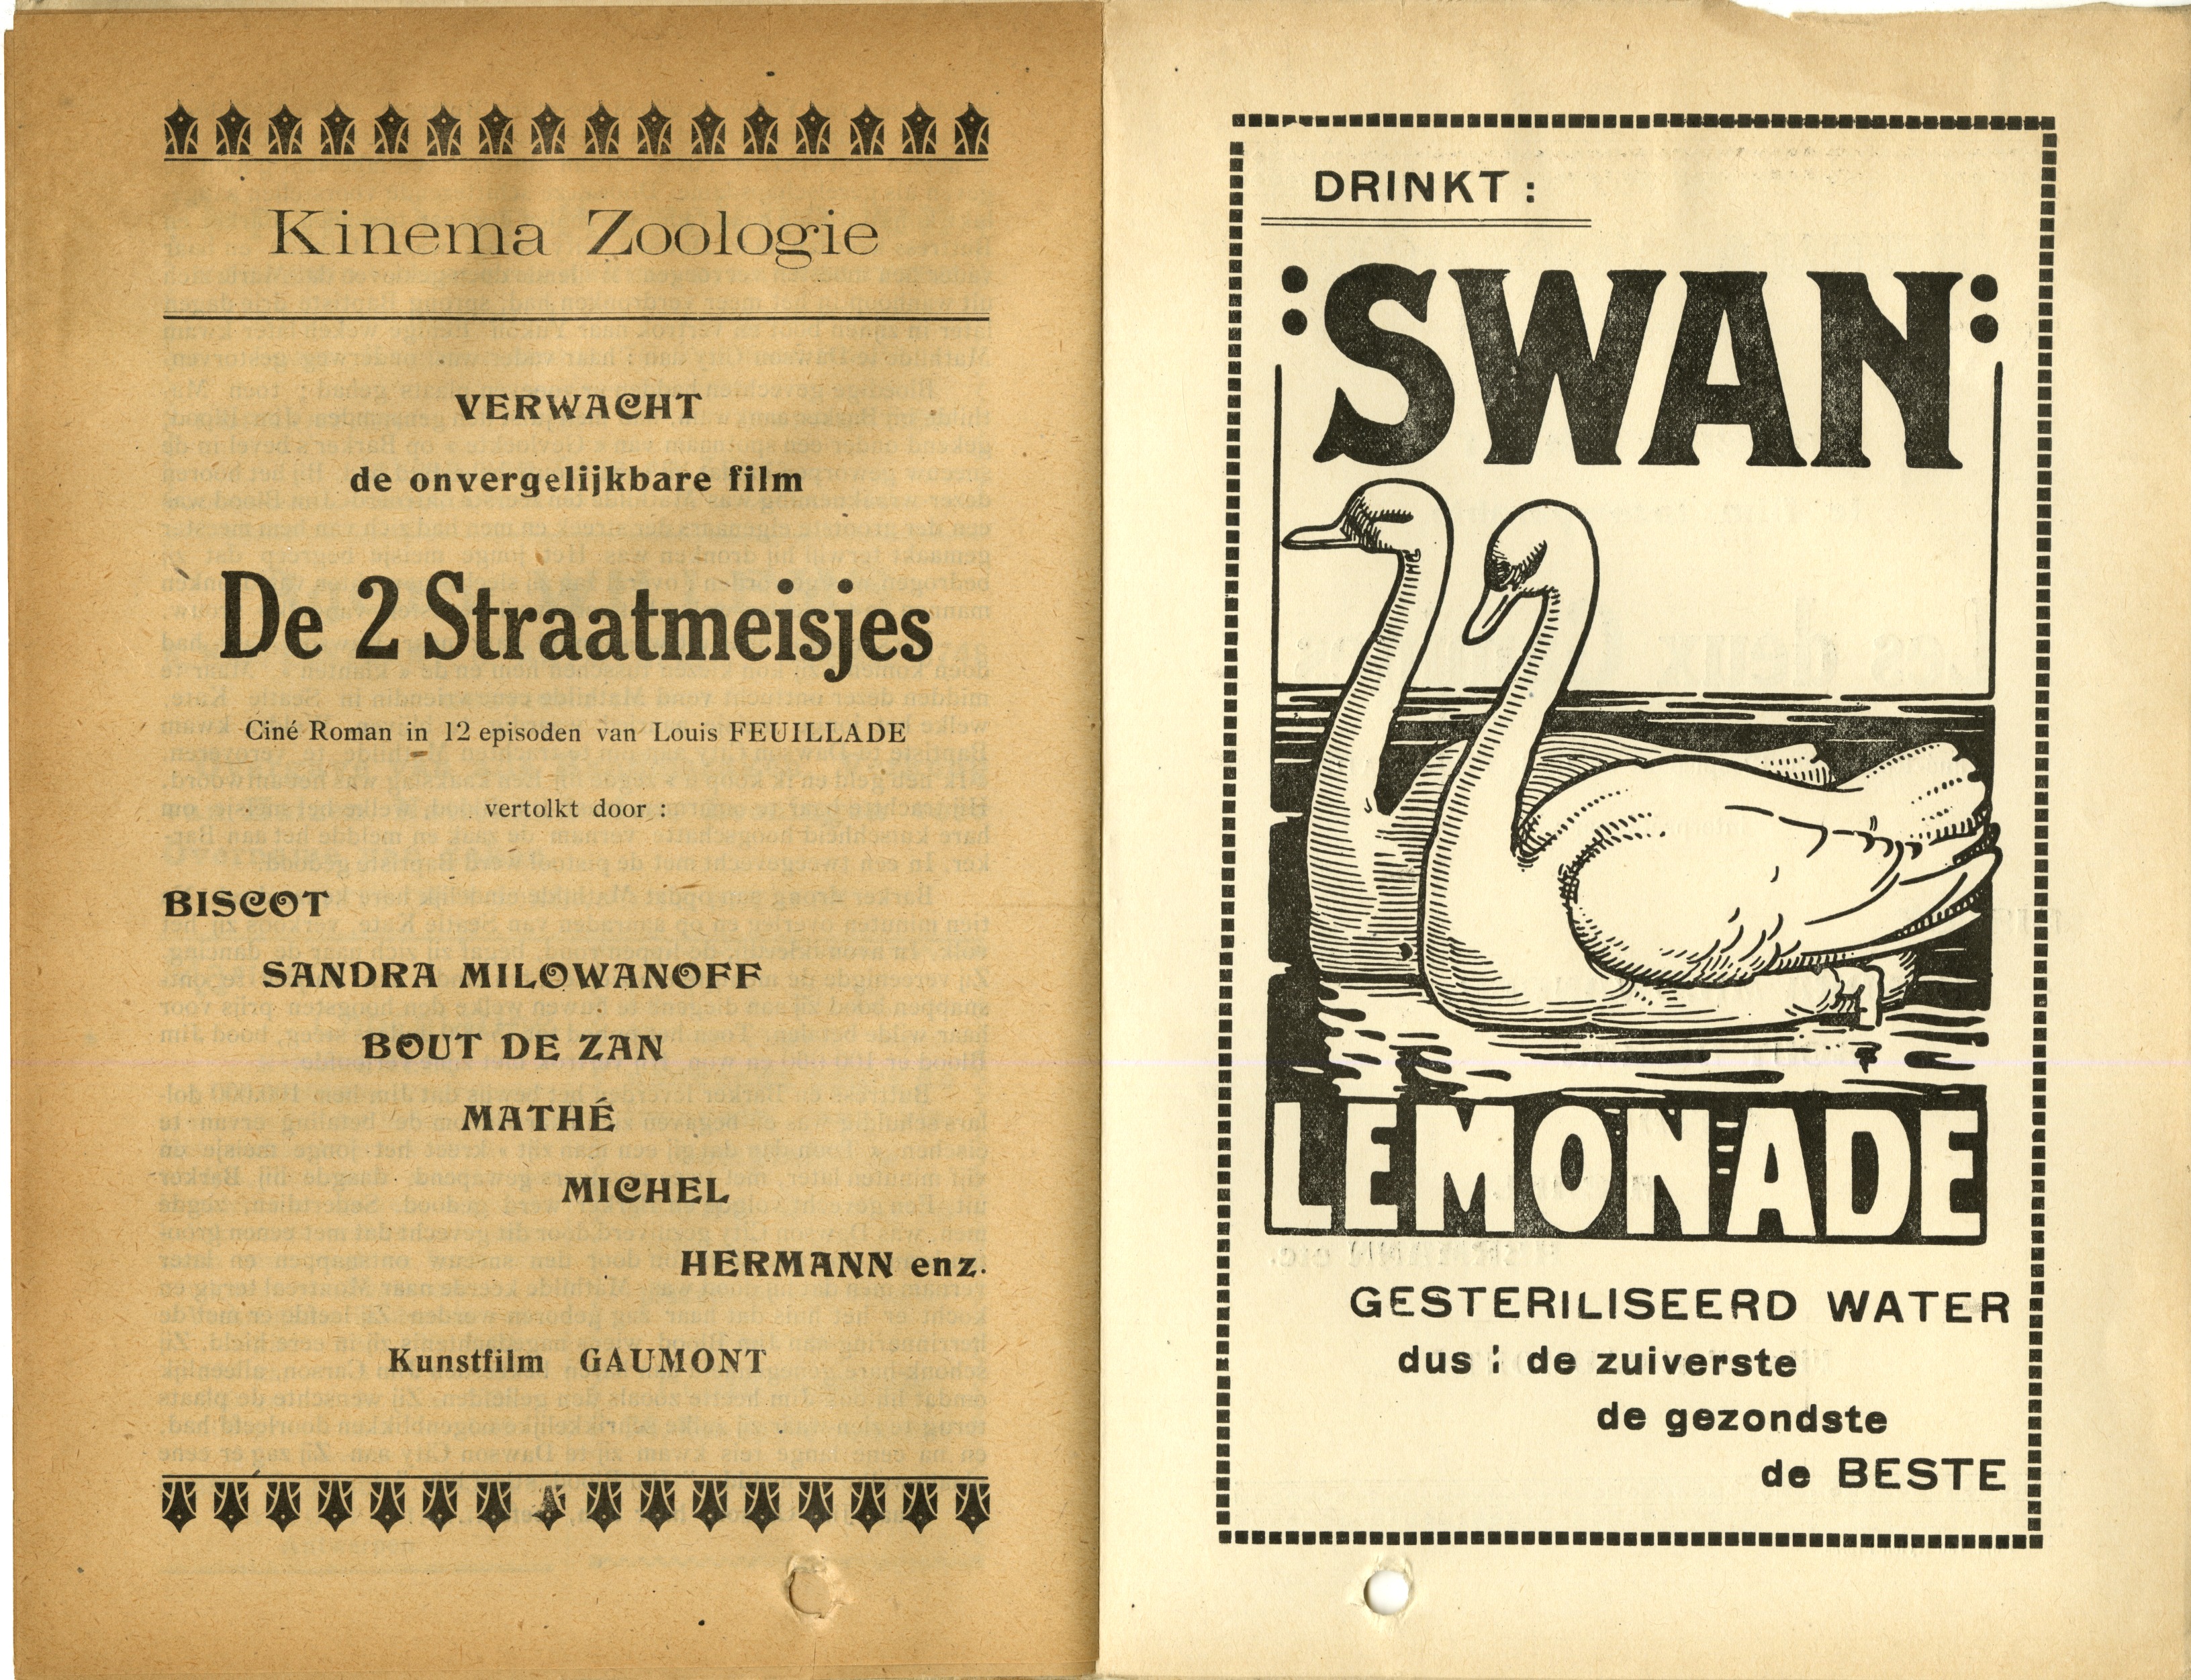 Kinema Zoologie
VERWACHT
de onvergelijkbare film
De 2 Straatmeisjes
Ciné Roman in 12 episoden van Louis FEUILLADE
vertolkt door :
BISCOT
SANDRA MILOWANOFF
BOUT DE ZAN
MATHÉ
MICHEL
HERMANN enz.
Kunstfilm GAUMONT
DRINKT :
:SWAN:
LEMONADE
GESTERILISEERD WATER
dus : de zuiverste
de gezondste
de BESTE